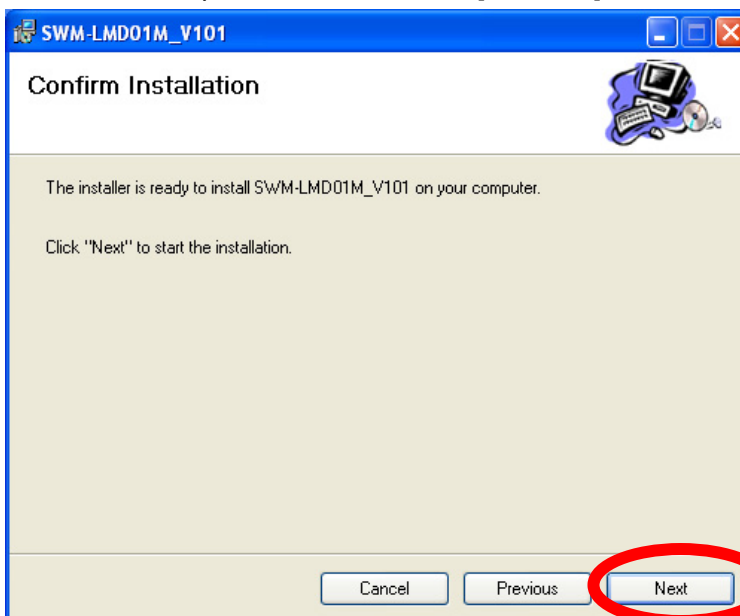 SWM-LMD01M_V101
Confirm Installation
The installer is ready to install SWM-LMD01M_V101 on your computer.
Click "Next" to start the installation.
Cancel Previous Next